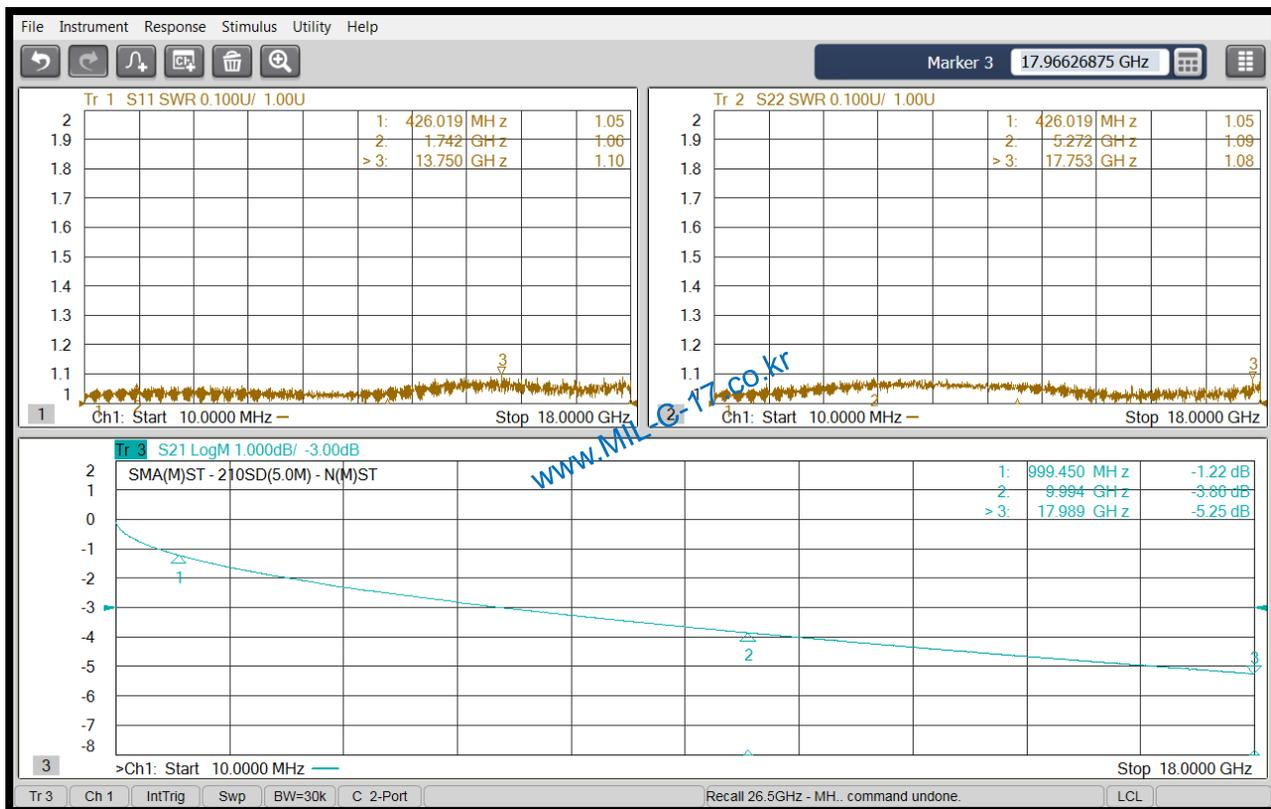 File Instrument Response Stimulus Utility Help
Marker 3 17.96626875 GHz
Tr 1 S11 SWR 0.100U/ 1.00U
1: 426.019 MHz 1.05
2: 1.742 GHz 1.06
> 3: 13.750 GHz 1.10
2
1.9
1.8
1.7
1.6
1.5
1.4
1.3
1.2
1.1
1
3
1
2
1
Ch1: Start 10.0000 MHz
Stop 18.0000 GHz
Tr 2 S22 SWR 0.100U/ 1.00U
1: 426.019 MHz 1.05
2: 5.272 GHz 1.09
> 3: 17.753 GHz 1.08
2
1.9
1.8
1.7
1.6
1.5
1.4
1.3
1.2
1.1
1
3
1
2
2
Ch1: Start 10.0000 MHz
Stop 18.0000 GHz
www.MIL-C-17.co.kr
Tr 3 S21 LogM 1.000dB/ -3.00dB
SMA(M)ST - 210SD(5.0M) - N(M)ST
1: 999.450 MHz -1.22 dB
2: 9.994 GHz -3.86 dB
> 3: 17.989 GHz -5.25 dB
2
1
0
-1
-2
-3
-4
-5
-6
-7
-8
1
2
3
3
>Ch1: Start 10.0000 MHz
Stop 18.0000 GHz
Tr 3 Ch 1 IntTrig Swp BW=30k C 2-Port Recall 26.5GHz - MH.. command undone. LCL